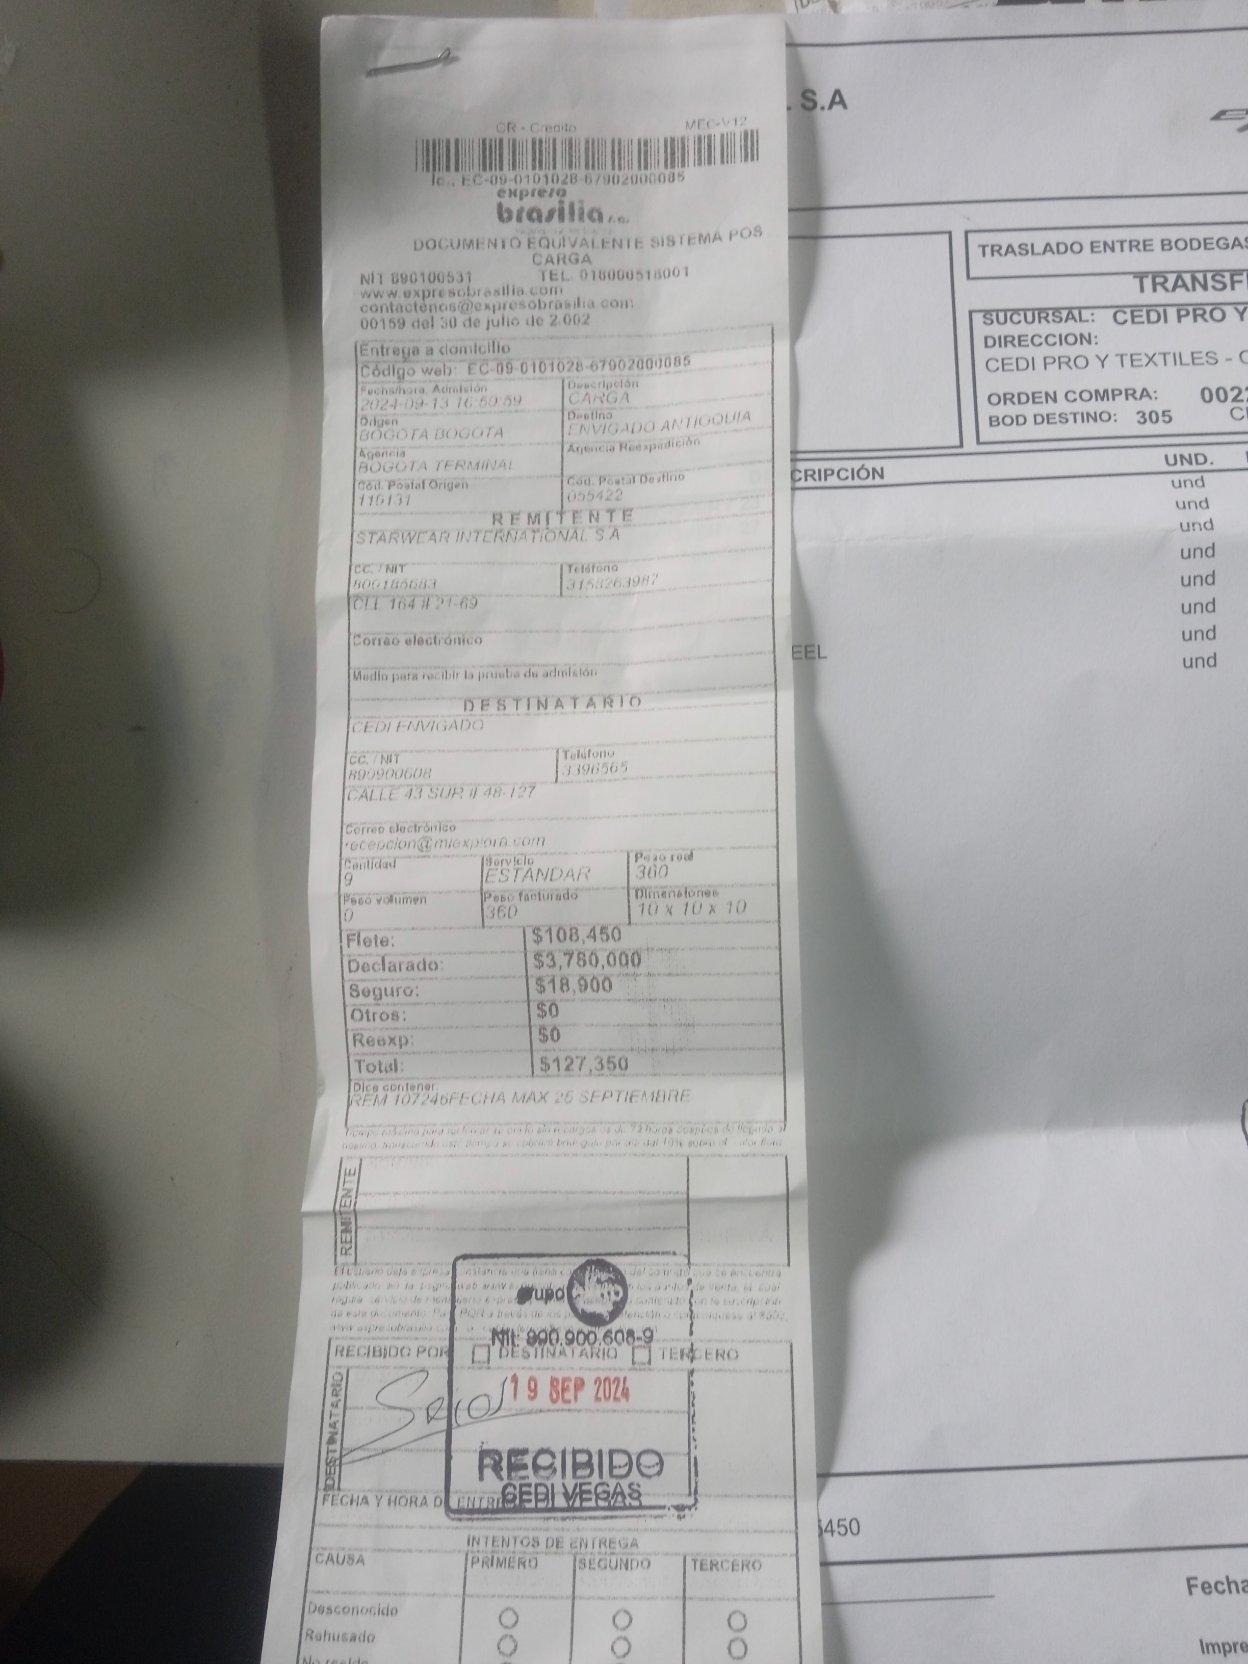 CR - Credito MEC-V12
EC-09-0101028-67902000085
expreso
brasilia s.a.
DOCUMENTO EQUIVALENTE SISTEMA POS
CARGA
NIT 890100531 TEL. 018000518001
www.expresobrasilia.com
contactenos@expresobrasilia.com
00159 del 30 de julio de 2.002
Entrega a domicilio
Código web: EC-09-0101028-67902000085
Fecha/hora. Admisión Descripción
2024-09-13 16:50:59 CARGA
Origen Destino
BOGOTA BOGOTA ENVIGADO ANTIOQUIA
Agencia Agencia Reexpedición
BOGOTA TERMINAL
Cód. Postal Origen Cód. Postal Destino
110131 055422
REMITENTE
STARWEAR INTERNATIONAL S A
CC. / NIT Teléfono
800185683 3158263987
CLL 164 # 21-69
Correo electrónico
Medio para recibir la prueba de admisión
DESTINATARIO
CEDI ENVIGADO
CC. / NIT Teléfono
890900608 3396565
CALLE 43 SUR # 48-127
Correo electrónico
recepcion@miexplora.com
Cantidad Servicio Peso real
9 ESTANDAR 360
Peso volumen Peso facturado Dimensiones
0 360 10 x 10 x 10
Flete: $108,450
Declarado: $3,780,000
Seguro: $18,900
Otros: $0
Reexp: $0
Total: $127,350
Dice contener:
REM 107246FECHA MAX 25 SEPTIEMBRE
REMITENTE
grupo
Nit: 890.900.608-9
RECIBIDO POR DESTINATARIO TERCERO
DESTINATARIO
19 SEP 2024
RECIBIDO
CEDI VEGAS
FECHA Y HORA D
INTENTOS DE ENTREGA
CAUSA PRIMERO SEGUNDO TERCERO
Desconocido
Rehusado
S.A
TRASLADO ENTRE BODEGAS
TRANSF
SUCURSAL: CEDI PRO Y
DIRECCION:
CEDI PRO Y TEXTILES - C
ORDEN COMPRA: 002
BOD DESTINO: 305
CRIPCIÓN UND.
und
und
und
und
und
und
und
EEL und
6450
Fecha
Impre